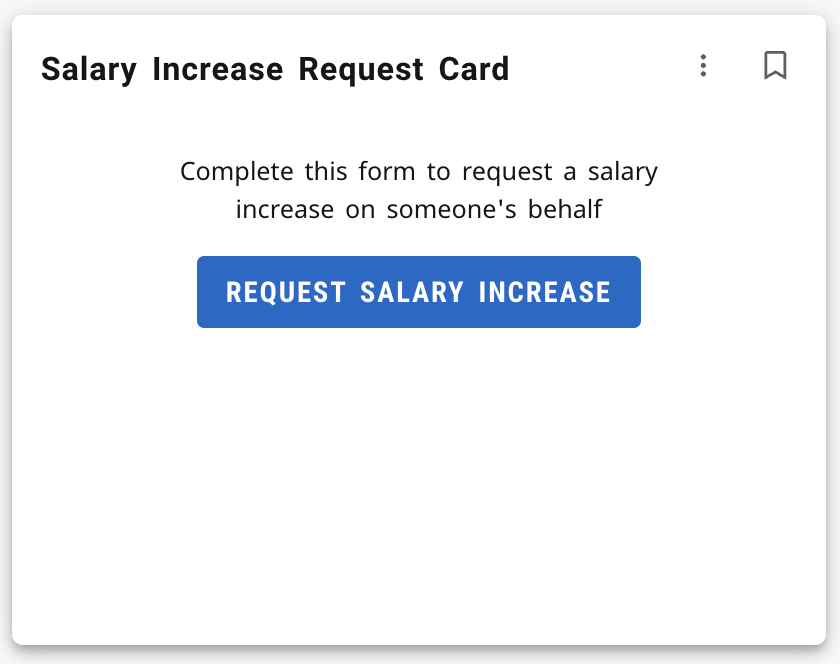 Salary Increase Request Card
Complete this form to request a salary
increase on someone's behalf
REQUEST SALARY INCREASE